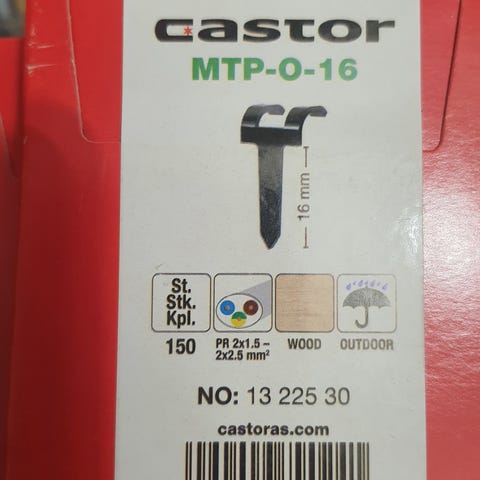 castor
MTP-O-16
16 mm
St.
Stk.
Kpl.
150
PR 2x1.5 –
2x2.5 mm²
WOOD
OUTDOOR
NO: 13 225 30
castoras.com